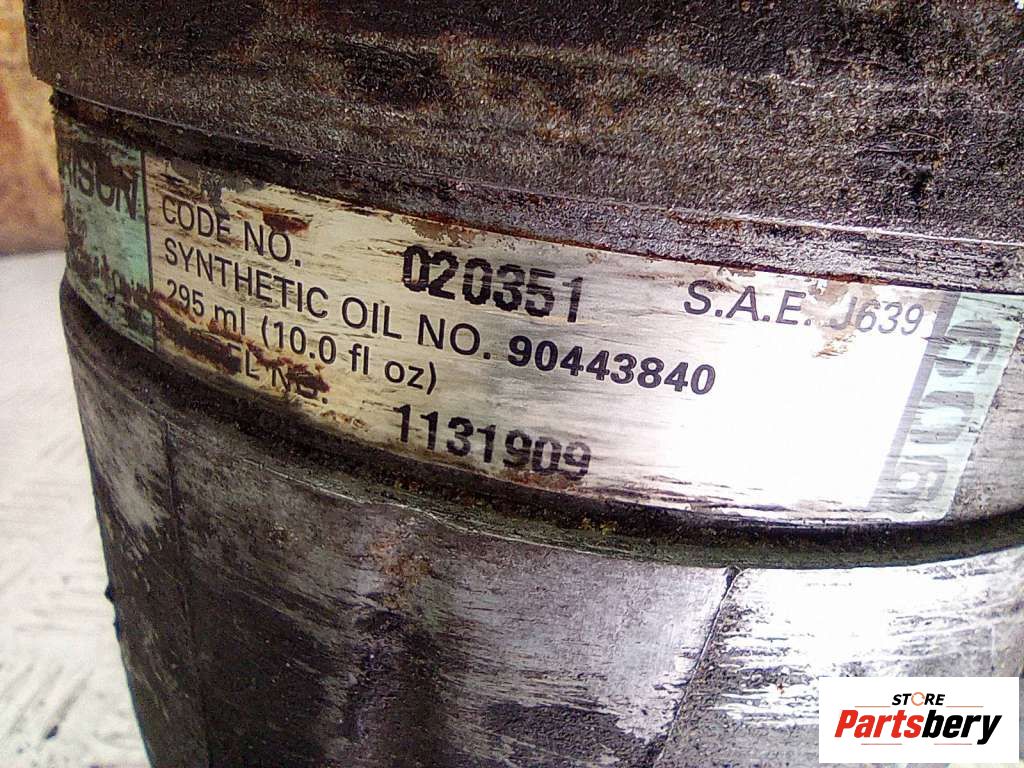 CODE NO. 020351 S.A.E. J639
SYNTHETIC OIL NO. 90443840
295 ml (10.0 fl oz)
1131909
STORE
Partsbery